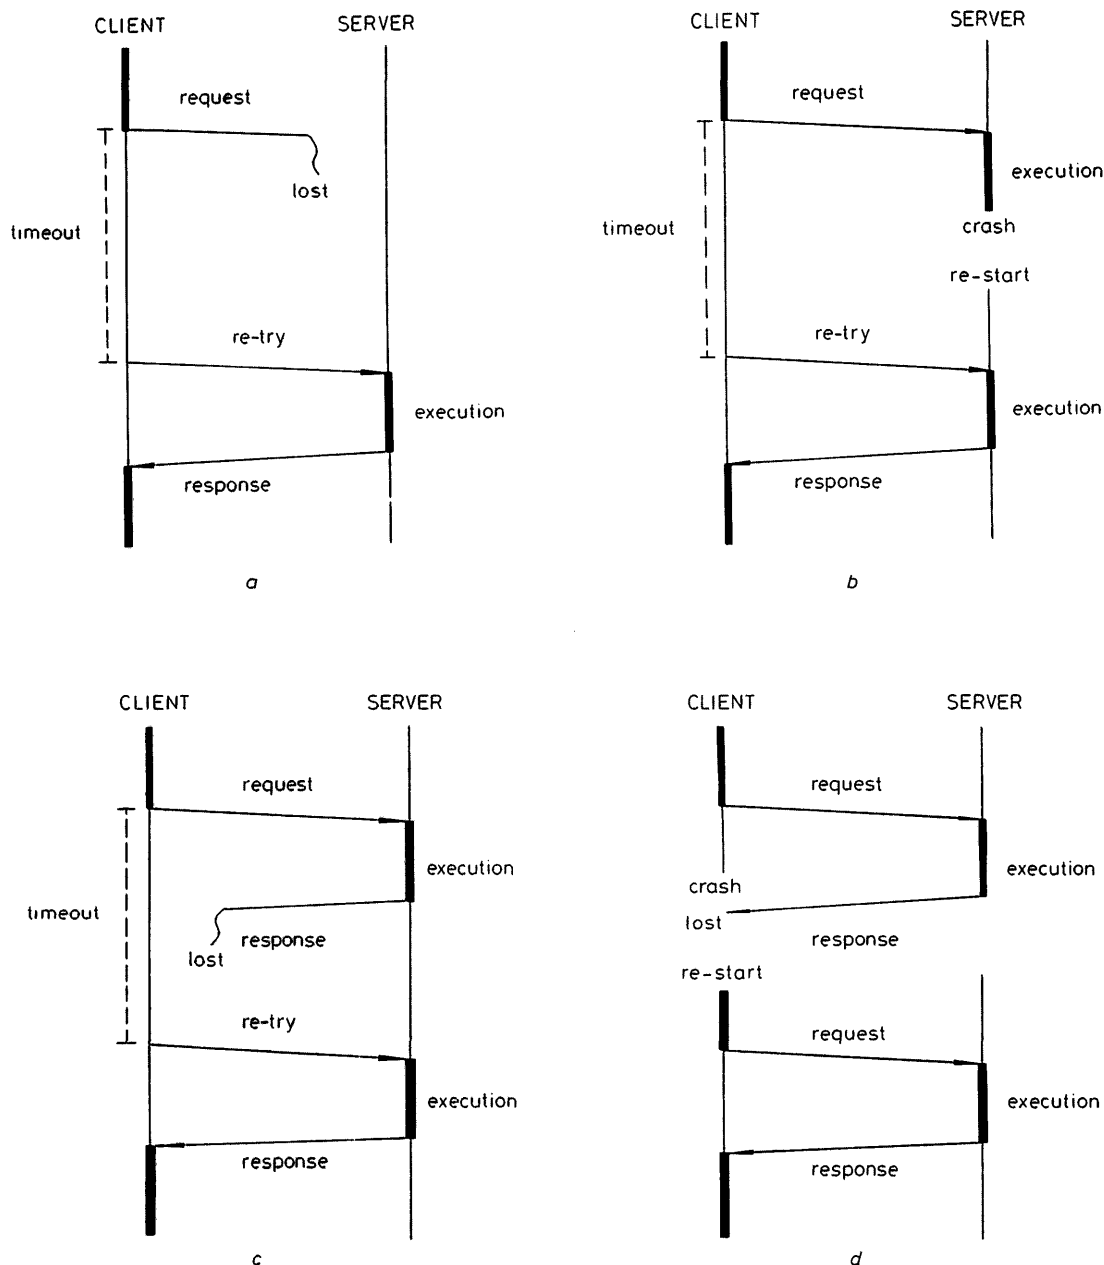 CLIENT SERVER
request
lost
timeout
re-try
execution
response
a
CLIENT SERVER
request
execution
timeout
crash
re-start
re-try
execution
response
b
CLIENT SERVER
request
execution
timeout
response
lost
re-try
execution
response
c
CLIENT SERVER
request
execution
crash
lost
response
re-start
request
execution
response
d